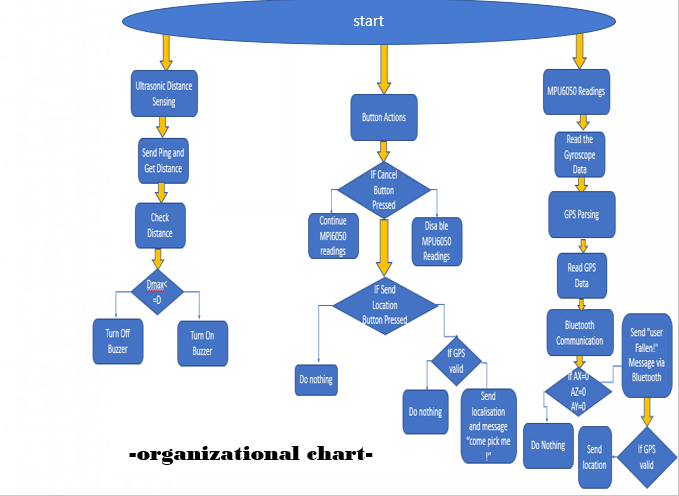 start
Ultrasonic Distance
Sensing
Send Ping and
Get Distance
Check
Distance
Dmax<
=D
Turn Off
Buzzer
Turn On
Buzzer
Button Actions
IF Cancel
Button
Pressed
Continue
MPI6050
readings
Disa ble
MPU6050
Readings
IF Send
Location
Button Pressed
Do nothing
If GPS
valid
Do nothing
Send
localisation
and message
"come pick me
!"
MPU6050 Readings
Read the
Gyroscope
Data
GPS Parsing
Read GPS
Data
Bluetooth
Communication
If AX=0
AZ=0
AY=0
Do Nothing
Send "user
Fallen!"
Message via
Bluetooth
If GPS
valid
Send
location
-organizational chart-